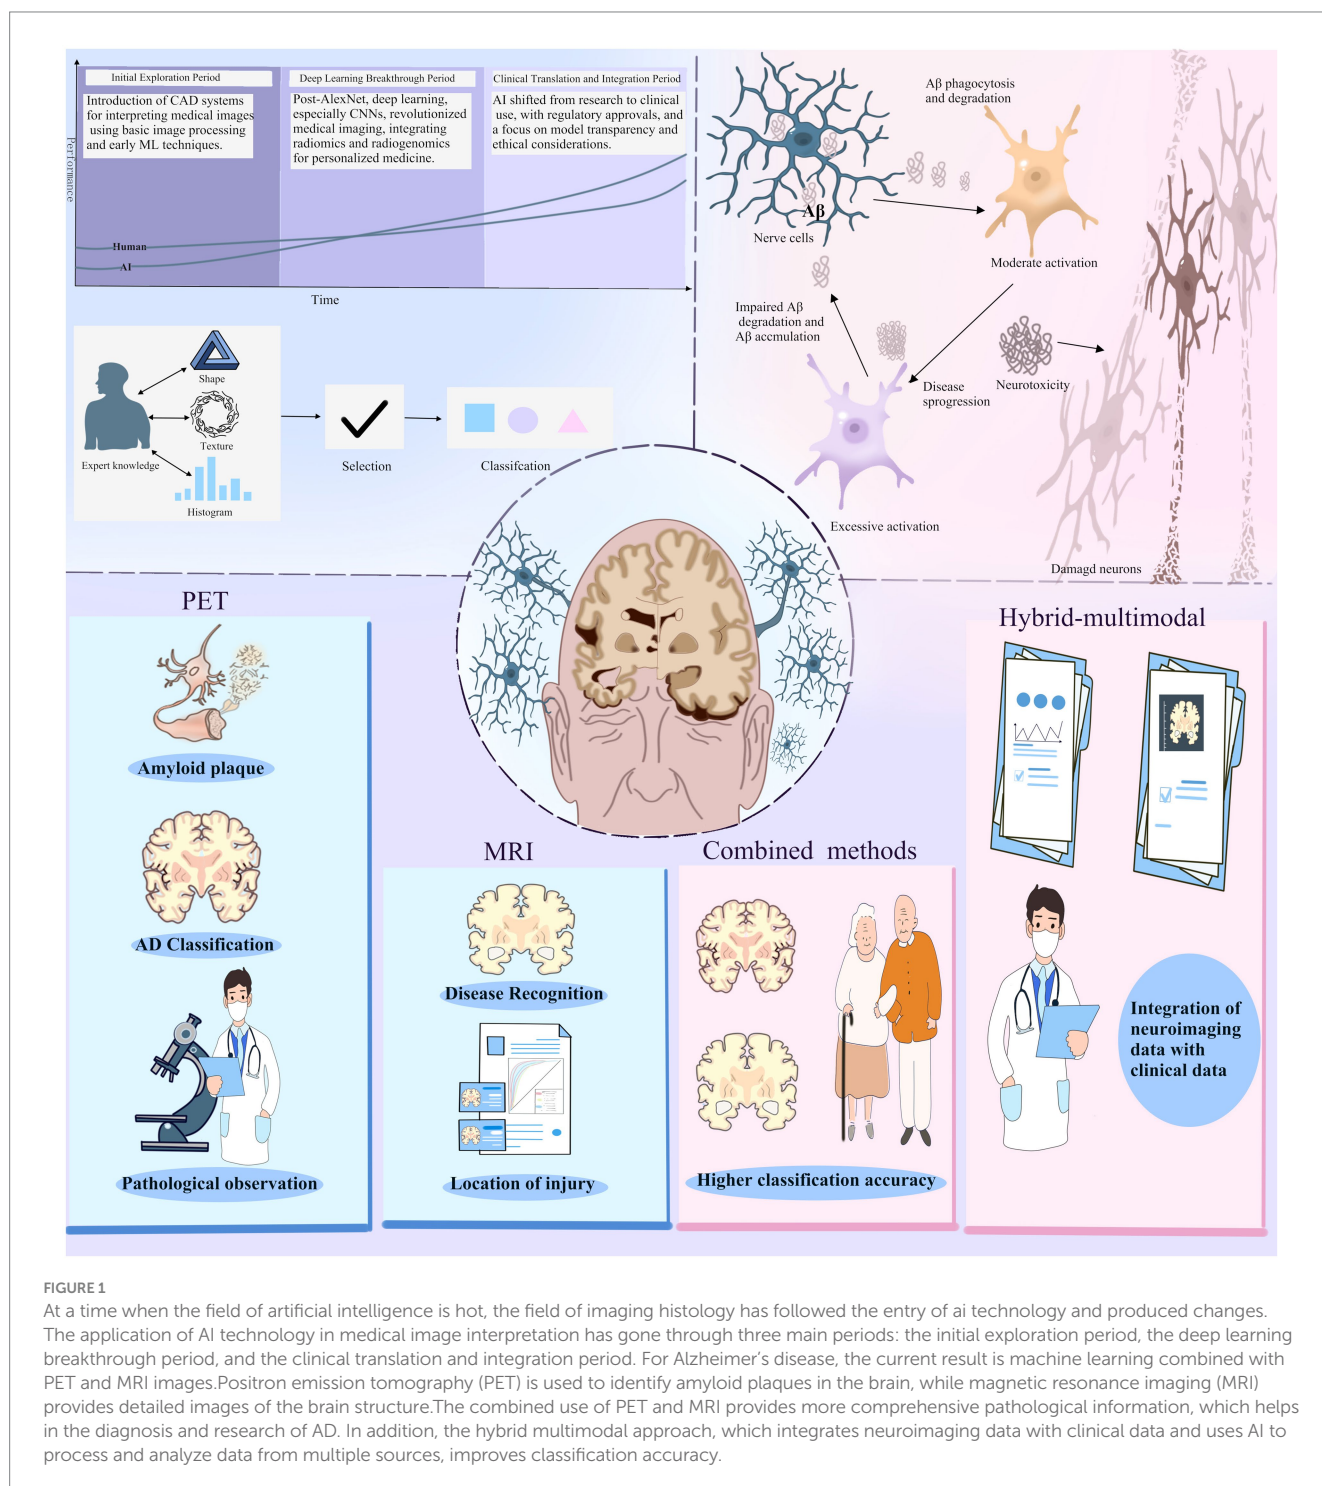 Initial Exploration Period
Introduction of CAD systems
for interpreting medical images
using basic image processing
and early ML techniques.
Deep Learning Breakthrough Period
Post-AlexNet, deep learning,
especially CNNs, revolutionized
medical imaging, integrating
radiomics and radiogenomics
for personalized medicine.
Clinical Translation and Integration Period
AI shifted from research to clinical
use, with regulatory approvals, and
a focus on model transparency and
ethical considerations.
Performance
Human
AI
Time
Shape
Texture
Expert knowledge
Histogram
Selection
Classifcation
Aβ phagocytosis
and degradation
Aβ
Nerve cells
Moderate activation
Impaired Aβ
degradation and
Aβ accmulation
Disease
sprogression
Neurotoxicity
Excessive activation
Damagd neurons
PET
Amyloid plaque
AD Classification
Pathological observation
MRI
Disease Recognition
Location of injury
Combined methods
Higher classification accuracy
Hybrid-multimodal
Integration of
neuroimaging
data with
clinical data
FIGURE 1
At a time when the field of artificial intelligence is hot, the field of imaging histology has followed the entry of ai technology and produced changes.
The application of AI technology in medical image interpretation has gone through three main periods: the initial exploration period, the deep learning
breakthrough period, and the clinical translation and integration period. For Alzheimer's disease, the current result is machine learning combined with
PET and MRI images.Positron emission tomography (PET) is used to identify amyloid plaques in the brain, while magnetic resonance imaging (MRI)
provides detailed images of the brain structure.The combined use of PET and MRI provides more comprehensive pathological information, which helps
in the diagnosis and research of AD. In addition, the hybrid multimodal approach, which integrates neuroimaging data with clinical data and uses AI to
process and analyze data from multiple sources, improves classification accuracy.